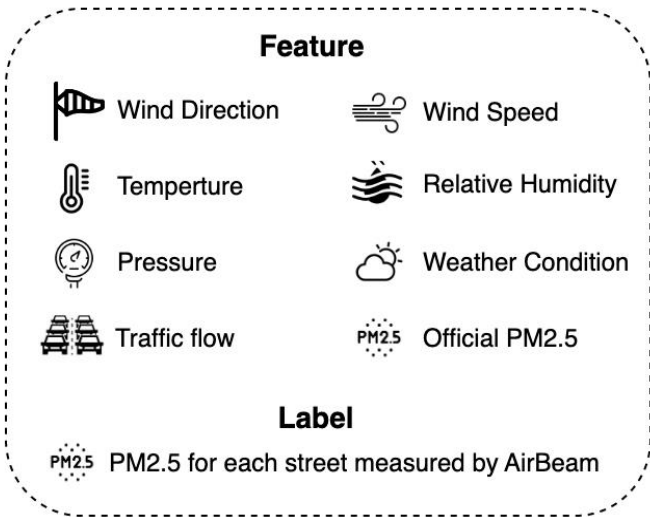 Feature
Wind Direction
Wind Speed
Temperture
Relative Humidity
Pressure
Weather Condition
Traffic flow
PM2.5 Official PM2.5
Label
PM2.5 PM2.5 for each street measured by AirBeam